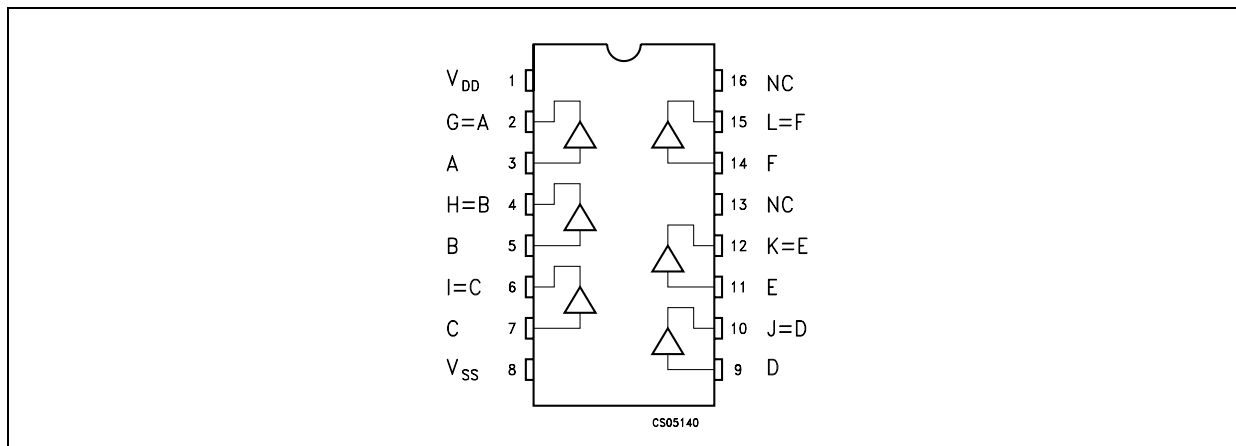 V_DD 1 16 NC
G=A 2 15 L=F
A 3 14 F
H=B 4 13 NC
B 5 12 K=E
I=C 6 11 E
C 7 10 J=D
V_SS 8 9 D
CS05140